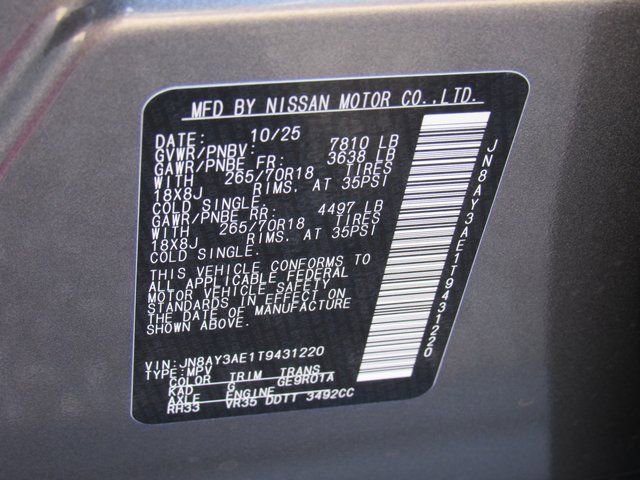 MFD BY NISSAN MOTOR CO.,LTD.
DATE: 10/25
GVWR/PNBV: 7810 LB
GAWR/PNBE FR: 3638 LB
WITH 265/70R18 TIRES
18X8J RIMS, AT 35PSI
COLD SINGLE.
GAWR/PNBE RR: 4497 LB
WITH 265/70R18 TIRES
18X8J RIMS, AT 35PSI
COLD SINGLE.
THIS VEHICLE CONFORMS TO
ALL APPLICABLE FEDERAL
MOTOR VEHICLE SAFETY
STANDARDS IN EFFECT ON
THE DATE OF MANUFACTURE
SHOWN ABOVE.
VIN: JN8AY3AE1T9431220
TYPE: MPV
COLOR TRIM TRANS
KAD G GE9R01A
AXLE ENGINE
RH33 VR35 DDTT 3492CC
JN8AY3AE1T9431220